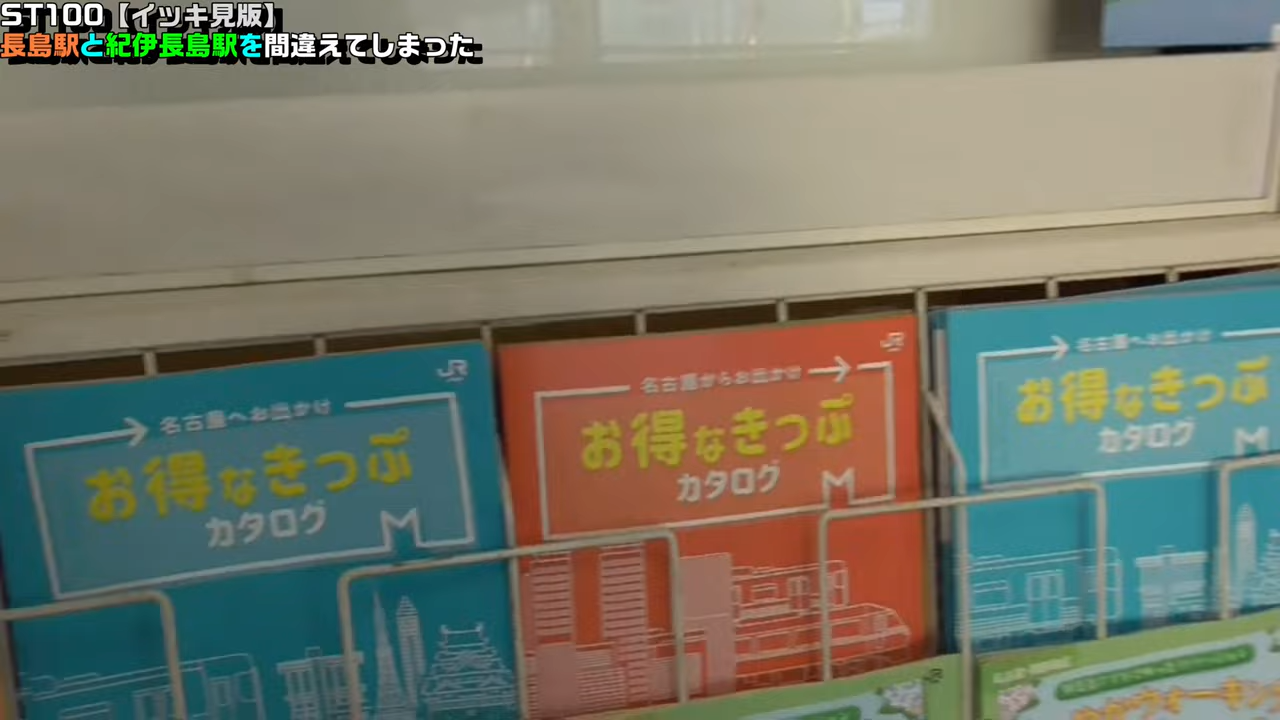 ST100【イッキ見版】
長島駅と紀伊長島駅を間違えてしまった
JR
名古屋へお出かけ
お得なきっぷ
カタログ
JR
名古屋からお出かけ
お得なきっぷ
カタログ
名古屋へお出かけ
お得なきっぷ
カタログ
JR